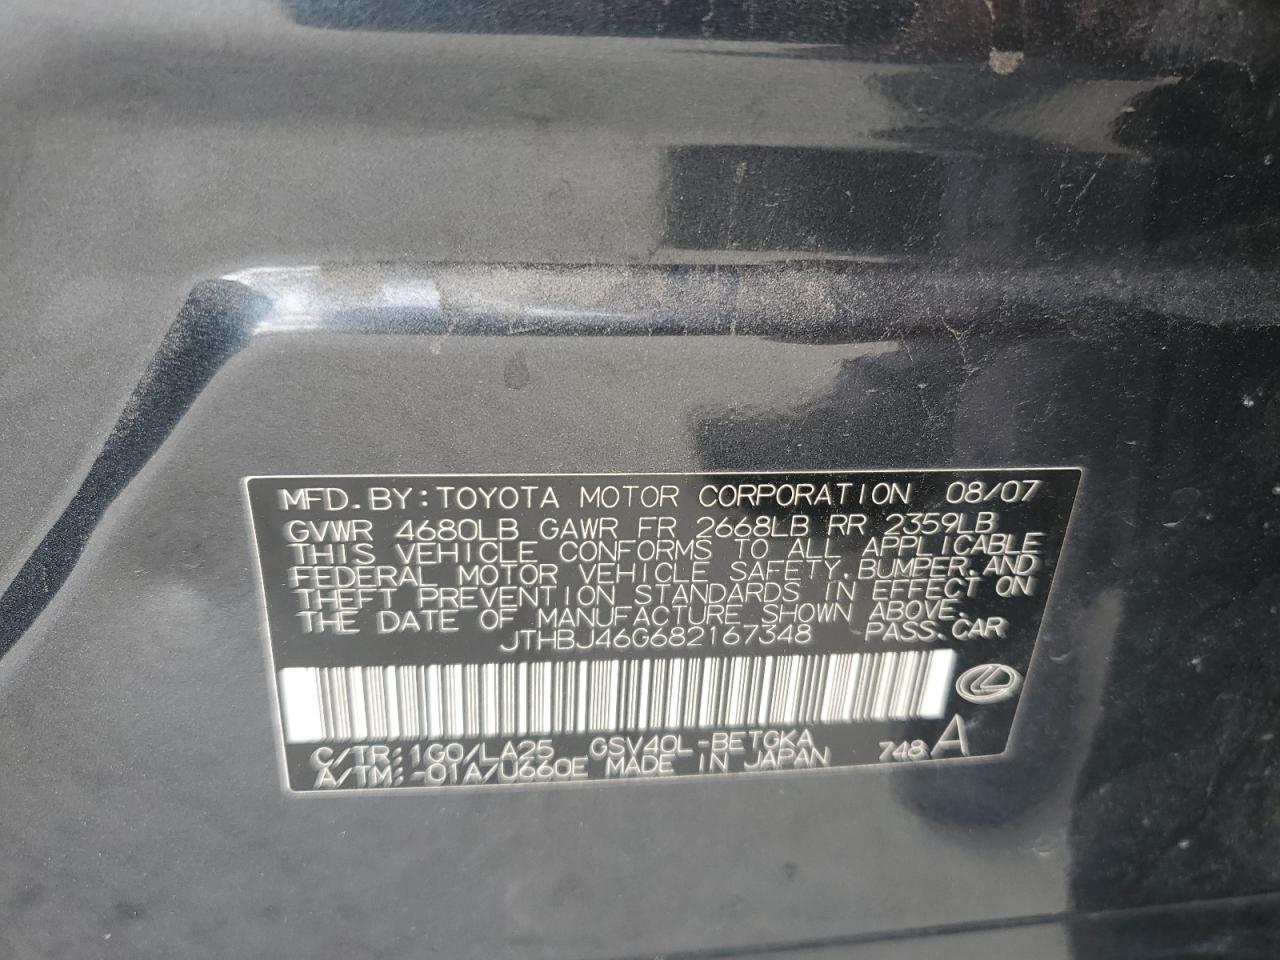 MFD.BY:TOYOTA MOTOR CORPORATION 08/07
GVWR 4680LB GAWR FR 2668LB RR 2359LB
THIS VEHICLE CONFORMS TO ALL APPLICABLE
FEDERAL MOTOR VEHICLE SAFETY,BUMPER,AND
THEFT PREVENTION STANDARDS IN EFFECT ON
THE DATE OF MANUFACTURE SHOWN ABOVE.
JTHBJ46G682167348 PASS.CAR
C/TR:1G0/LA25 GSV40L-BETGKA 748 A
A/TM:-01A/U660E MADE IN JAPAN